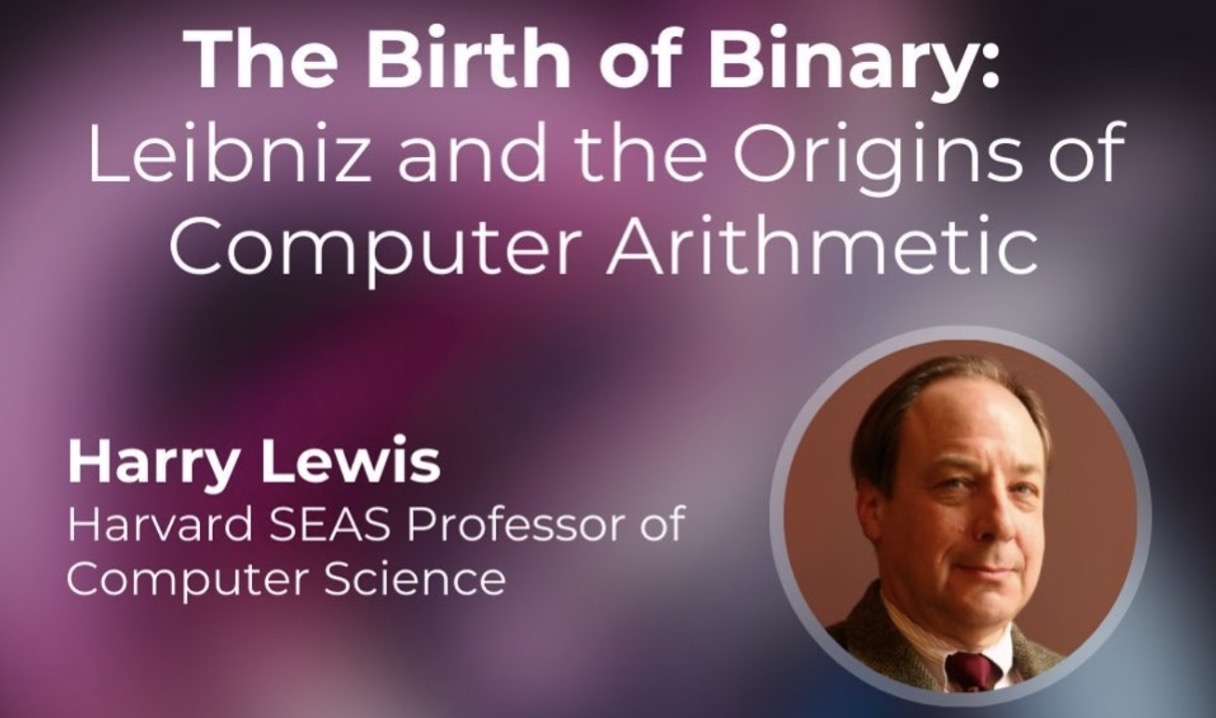 The Birth of Binary:
Leibniz and the Origins of
Computer Arithmetic
Harry Lewis
Harvard SEAS Professor of
Computer Science